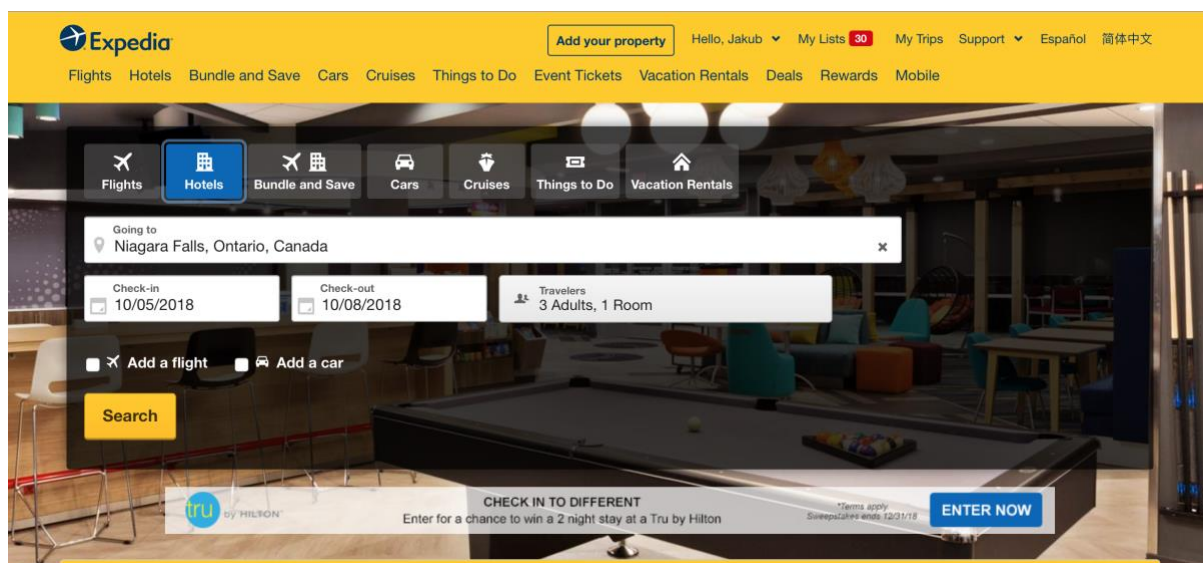 Expedia
Add your property Hello, Jakub My Lists 30 My Trips Support Español 简体中文
Flights Hotels Bundle and Save Cars Cruises Things to Do Event Tickets Vacation Rentals Deals Rewards Mobile
Flights Hotels Bundle and Save Cars Cruises Things to Do Vacation Rentals
Going to
Niagara Falls, Ontario, Canada
Check-in Check-out Travelers
10/05/2018 10/08/2018 3 Adults, 1 Room
Add a flight Add a car
Search
tru by HILTON
CHECK IN TO DIFFERENT
Enter for a chance to win a 2 night stay at a Tru by Hilton
*Terms apply
Sweepstakes ends 12/31/18
ENTER NOW